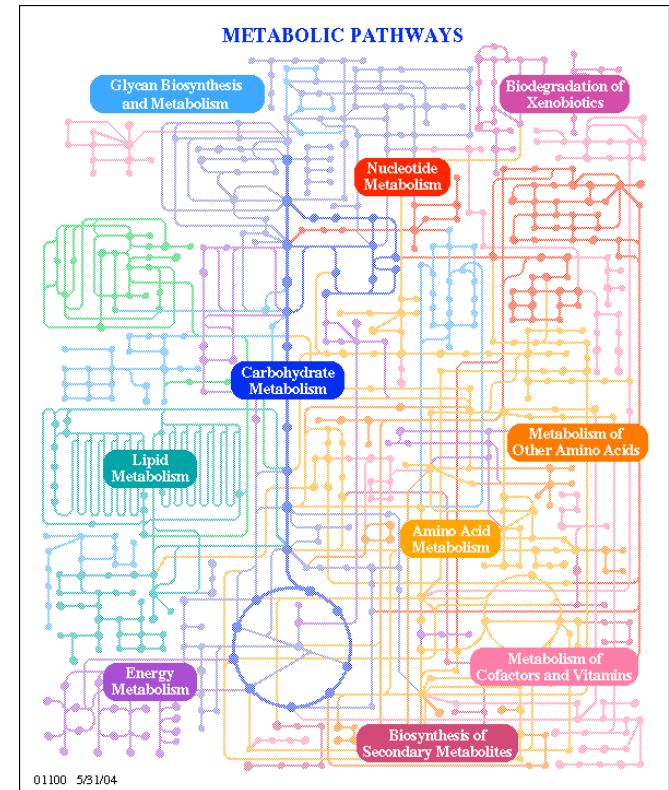 METABOLIC PATHWAYS
Glycan Biosynthesis
and Metabolism
Biodegradation of
Xenobiotics
Nucleotide
Metabolism
Carbohydrate
Metabolism
Lipid
Metabolism
Metabolism of
Other Amino Acids
Amino Acid
Metabolism
Energy
Metabolism
Metabolism of
Cofactors and Vitamins
Biosynthesis of
Secondary Metabolites
01100 5/31/04